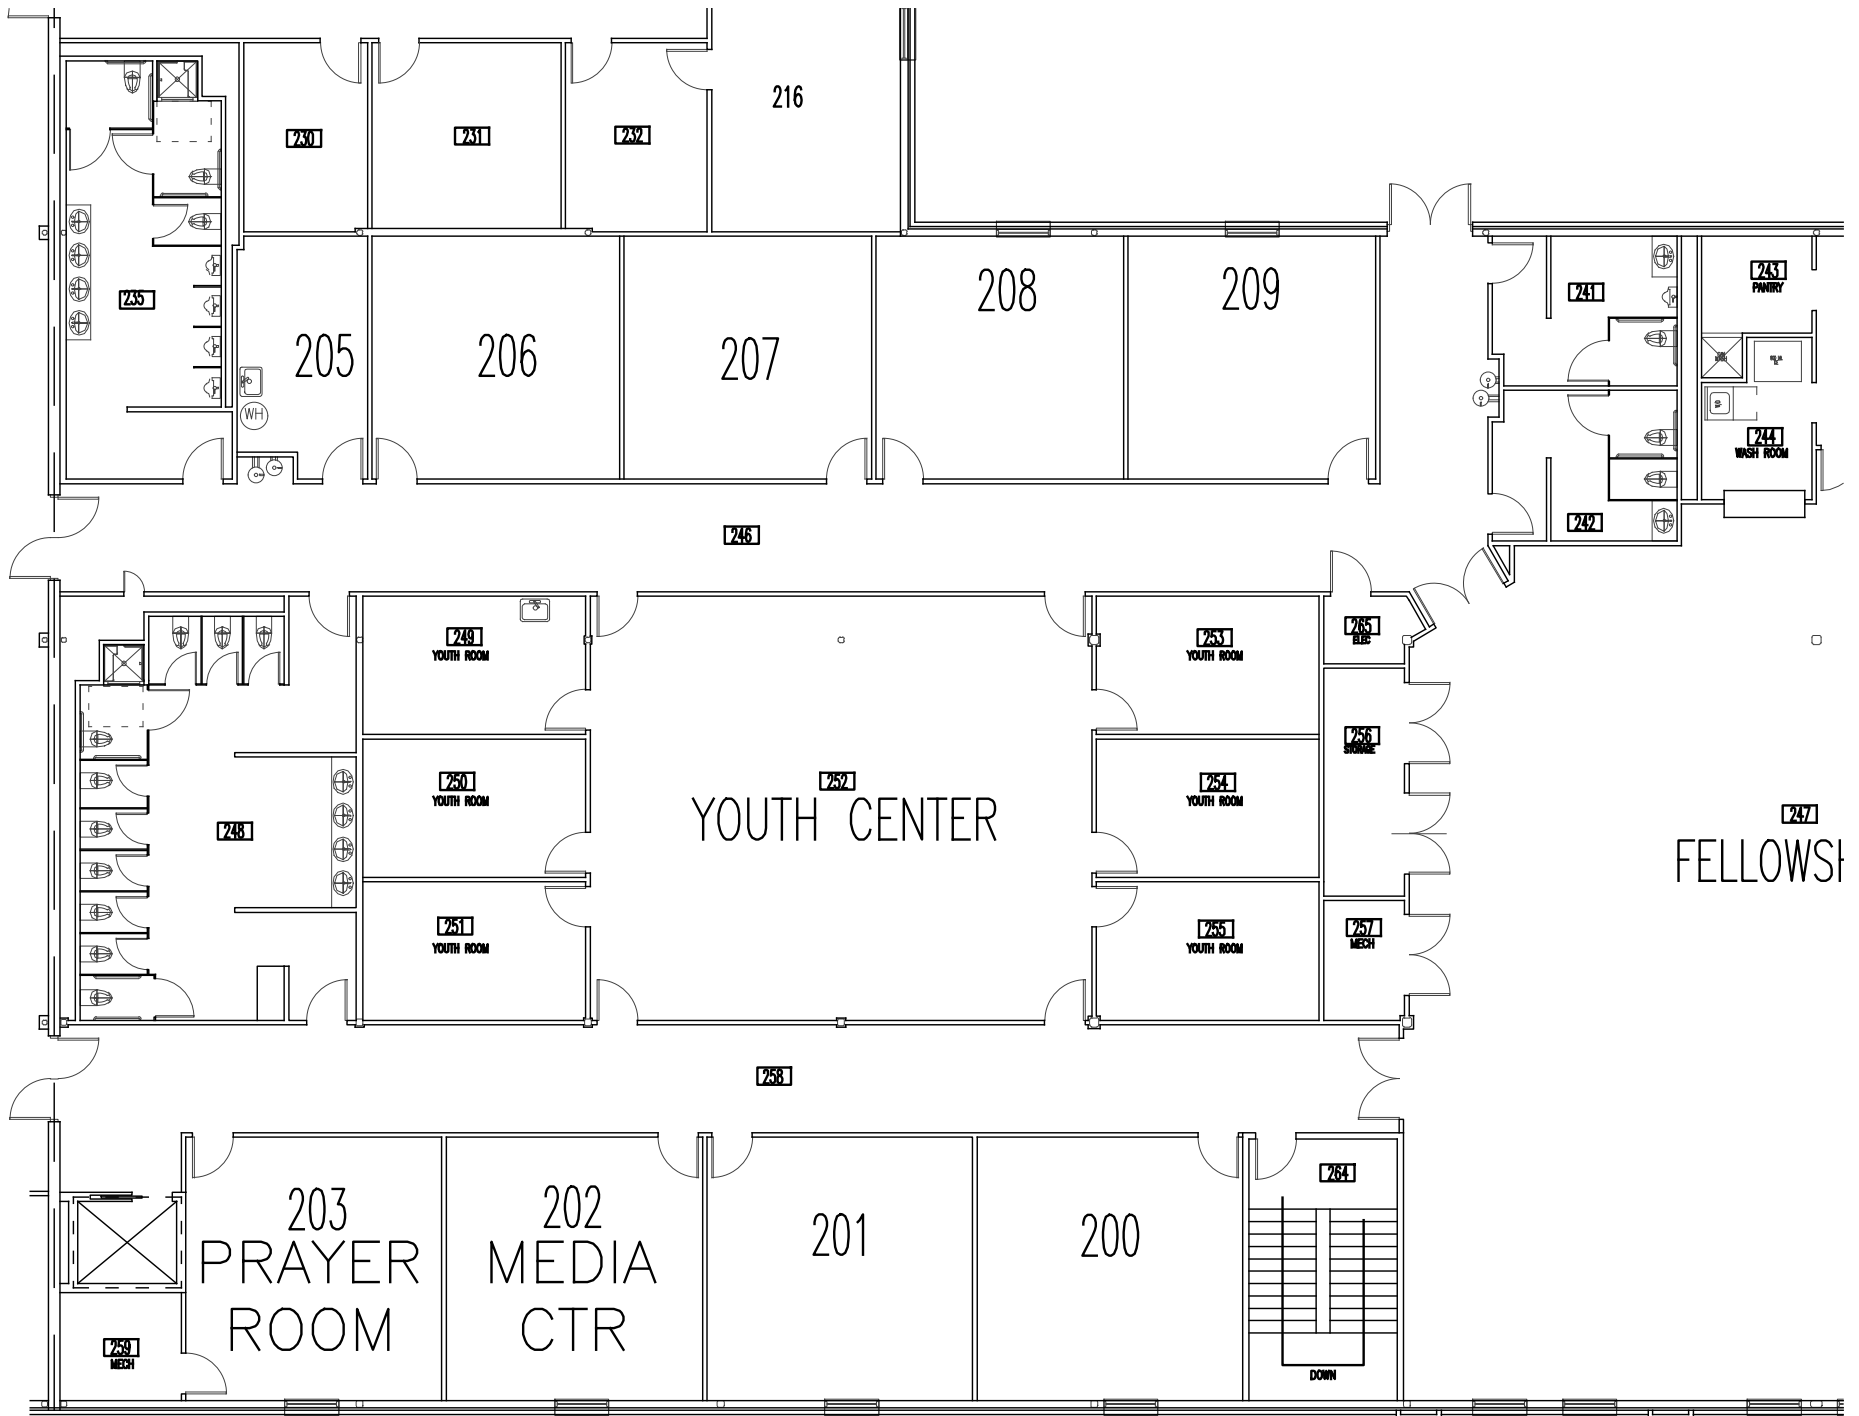 216
230
231
232
235
205
WH
206
207
208
209
241
243
PANTRY
244
WASH ROOM
242
246
249
YOUTH ROOM
253
YOUTH ROOM
265
ELEC
256
STORAGE
250
YOUTH ROOM
252
YOUTH CENTER
254
YOUTH ROOM
247
FELLOWSH
248
251
YOUTH ROOM
255
YOUTH ROOM
257
MECH
258
203
PRAYER
ROOM
202
MEDIA
CTR
201
200
264
DOWN
259
MECH